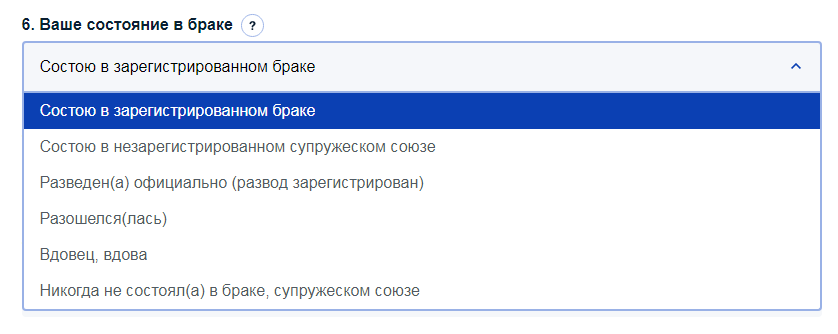 6. Ваше состояние в браке ?
Состою в зарегистрированном браке
Состою в зарегистрированном браке
Состою в незарегистрированном супружеском союзе
Разведен(а) официально (развод зарегистрирован)
Разошелся(лась)
Вдовец, вдова
Никогда не состоял(а) в браке, супружеском союзе